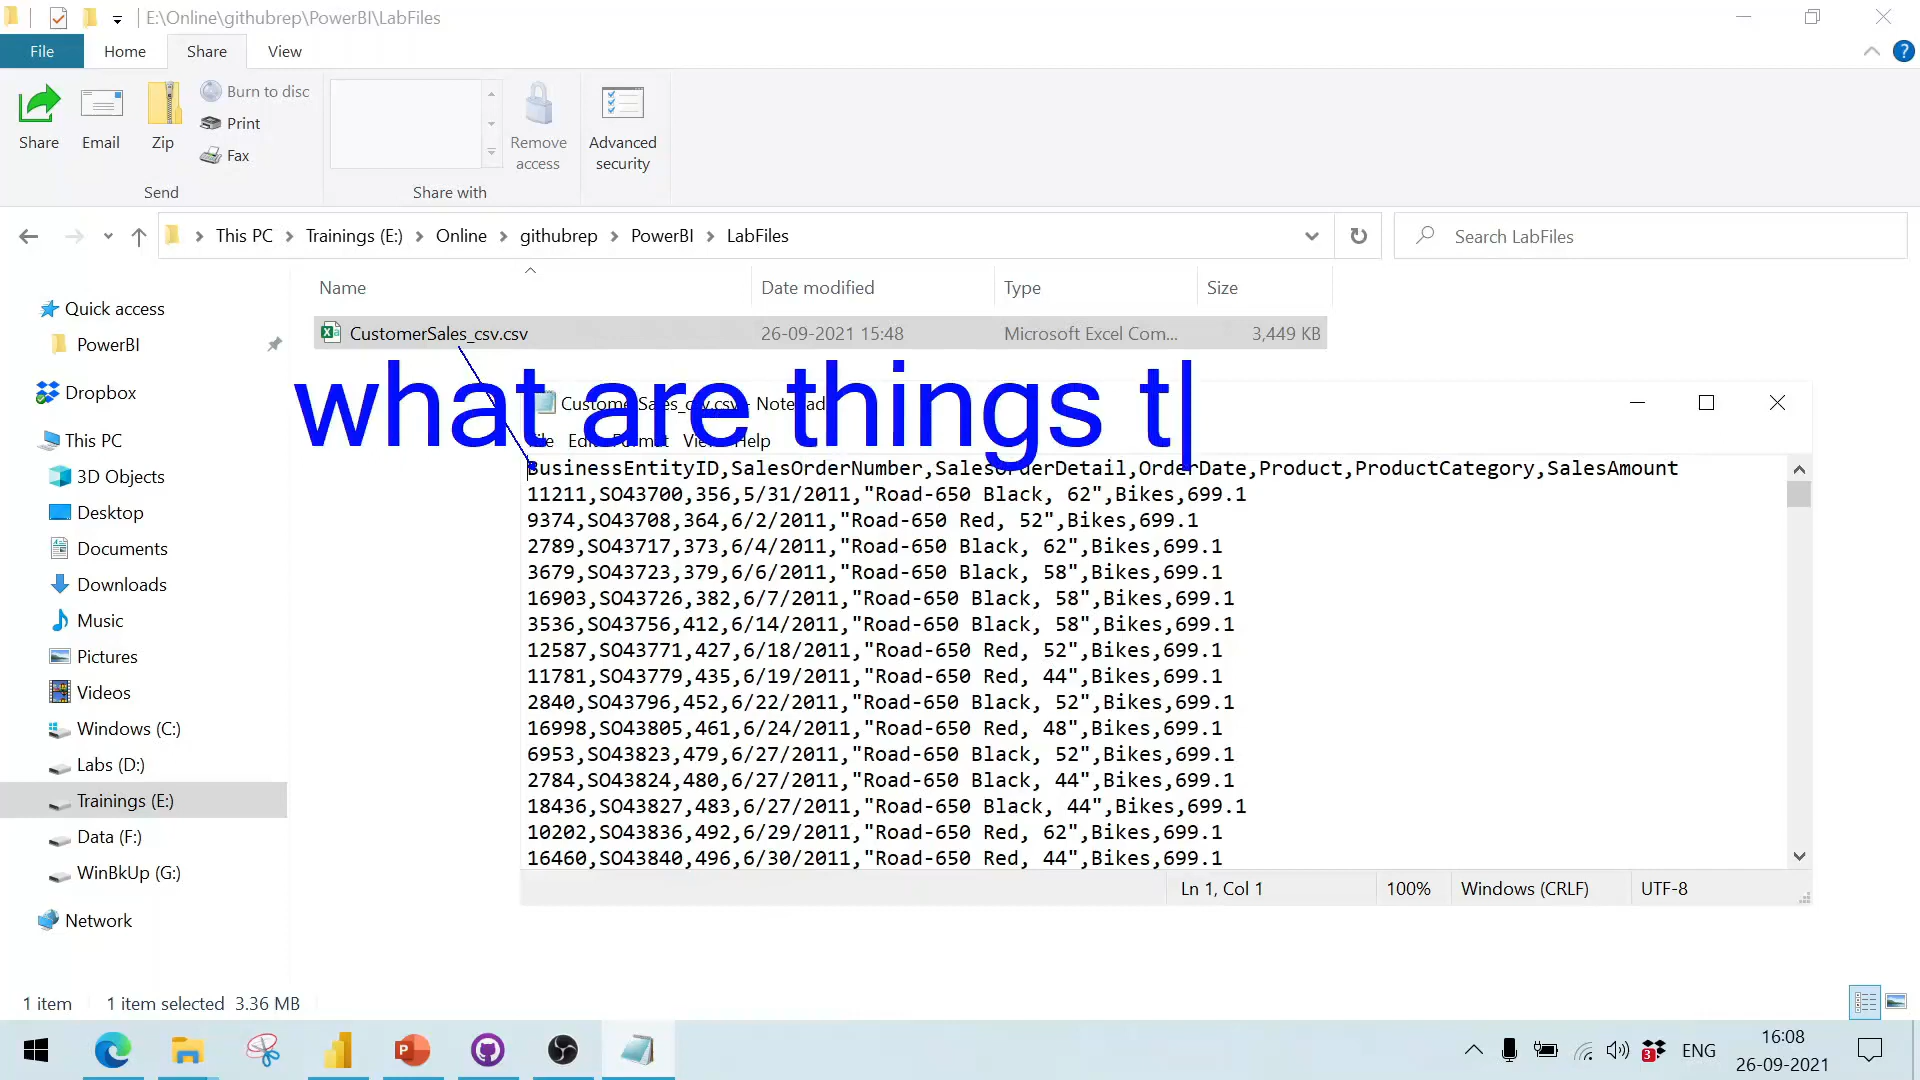 E:\Online\githubrep\PowerBI\LabFiles
File Home Share View
Share Email Zip Burn to disc Print Fax Remove access Advanced security
Send Share with
This PC Trainings (E:) Online githubrep PowerBI LabFiles Search LabFiles
Name Date modified Type Size
CustomerSales_csv.csv 26-09-2021 15:48 Microsoft Excel Com... 3,449 KB
Quick access
PowerBI
Dropbox
This PC
3D Objects
Desktop
Documents
Downloads
Music
Pictures
Videos
Windows (C:)
Labs (D:)
Trainings (E:)
Data (F:)
WinBkUp (G:)
Network
what are things t
CustomerSales_csv.csv - Notepad
File Edit Format View Help
BusinessEntityID,SalesOrderNumber,SalesOrderDetail,OrderDate,Product,ProductCategory,SalesAmount
11211,SO43700,356,5/31/2011,"Road-650 Black, 62",Bikes,699.1
9374,SO43708,364,6/2/2011,"Road-650 Red, 52",Bikes,699.1
2789,SO43717,373,6/4/2011,"Road-650 Black, 62",Bikes,699.1
3679,SO43723,379,6/6/2011,"Road-650 Black, 58",Bikes,699.1
16903,SO43726,382,6/7/2011,"Road-650 Black, 58",Bikes,699.1
3536,SO43756,412,6/14/2011,"Road-650 Black, 58",Bikes,699.1
12587,SO43771,427,6/18/2011,"Road-650 Red, 52",Bikes,699.1
11781,SO43779,435,6/19/2011,"Road-650 Red, 44",Bikes,699.1
2840,SO43796,452,6/22/2011,"Road-650 Black, 52",Bikes,699.1
16998,SO43805,461,6/24/2011,"Road-650 Red, 48",Bikes,699.1
6953,SO43823,479,6/27/2011,"Road-650 Black, 52",Bikes,699.1
2784,SO43824,480,6/27/2011,"Road-650 Black, 44",Bikes,699.1
18436,SO43827,483,6/27/2011,"Road-650 Black, 44",Bikes,699.1
10202,SO43836,492,6/29/2011,"Road-650 Red, 62",Bikes,699.1
16460,SO43840,496,6/30/2011,"Road-650 Red, 44",Bikes,699.1
Ln 1, Col 1 100% Windows (CRLF) UTF-8
1 item 1 item selected 3.36 MB
3 ENG 16:08
26-09-2021